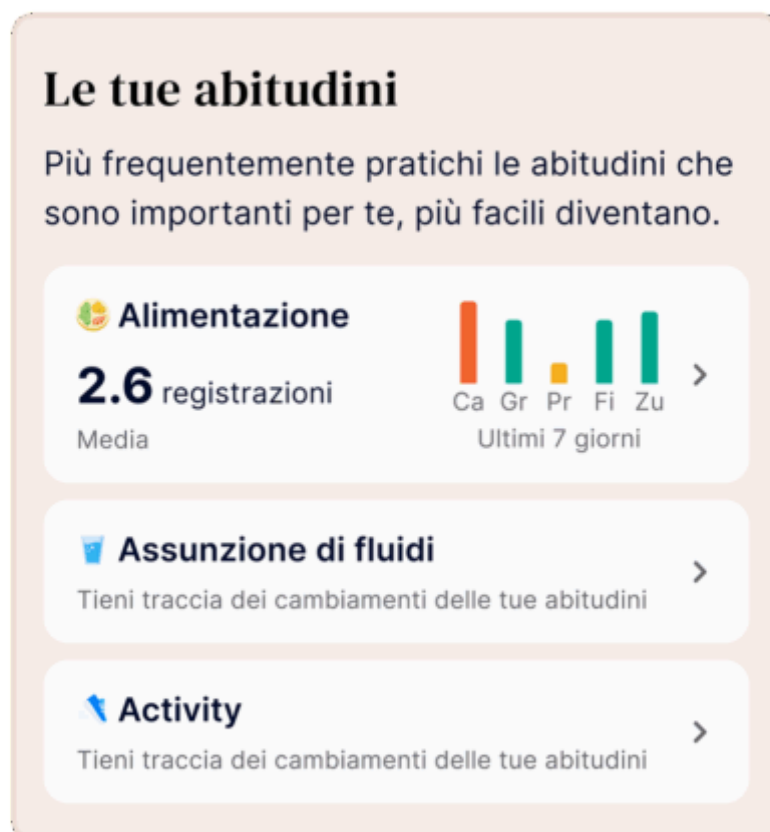 Le tue abitudini
Più frequentemente pratichi le abitudini che
sono importanti per te, più facili diventano.
Alimentazione
2.6 registrazioni
Media
Ca Gr Pr Fi Zu
Ultimi 7 giorni
Assunzione di fluidi
Tieni traccia dei cambiamenti delle tue abitudini
Activity
Tieni traccia dei cambiamenti delle tue abitudini